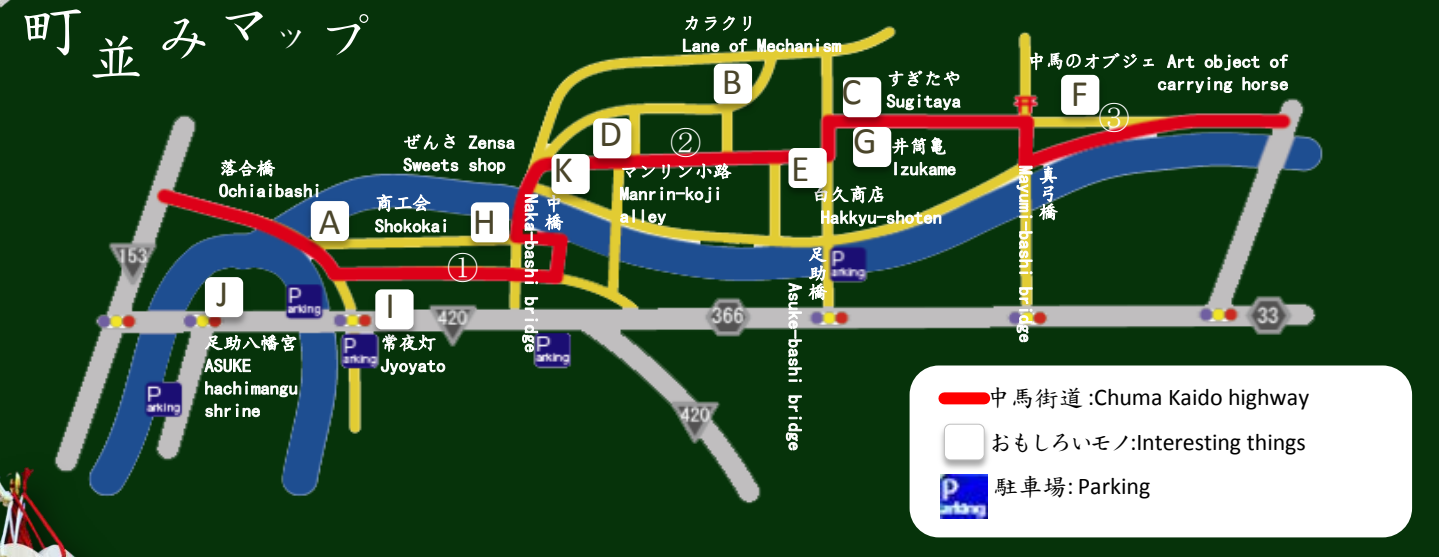 町並みマップ
カラクリ
Lane of Mechanism
B
中馬のオブジェ Art object of
carrying horse
F
③
C
すぎたや
Sugitaya
G
井筒亀
Izukame
D
②
E
ぜんさ Zensa
Sweets shop
K
マンリン小路
Manrin-koji
alley
白久商店
Hakkyu-shoten
落合橋
Ochiaibashi
A
商工会
Shokokai
H
中橋
Naka-bashi bridge
真弓橋
Mayumi-bashi bridge
①
153
足助橋
Asuke-bashi bridge
P
arking
J
P
arking
I
420
366
33
足助八幡宮
ASUKE
hachimangu
shrine
P
arking
常夜灯
Jyoyato
P
arking
P
arking
420
中馬街道 :Chuma Kaido highway
おもしろいモノ:Interesting things
P
arking
駐車場: Parking